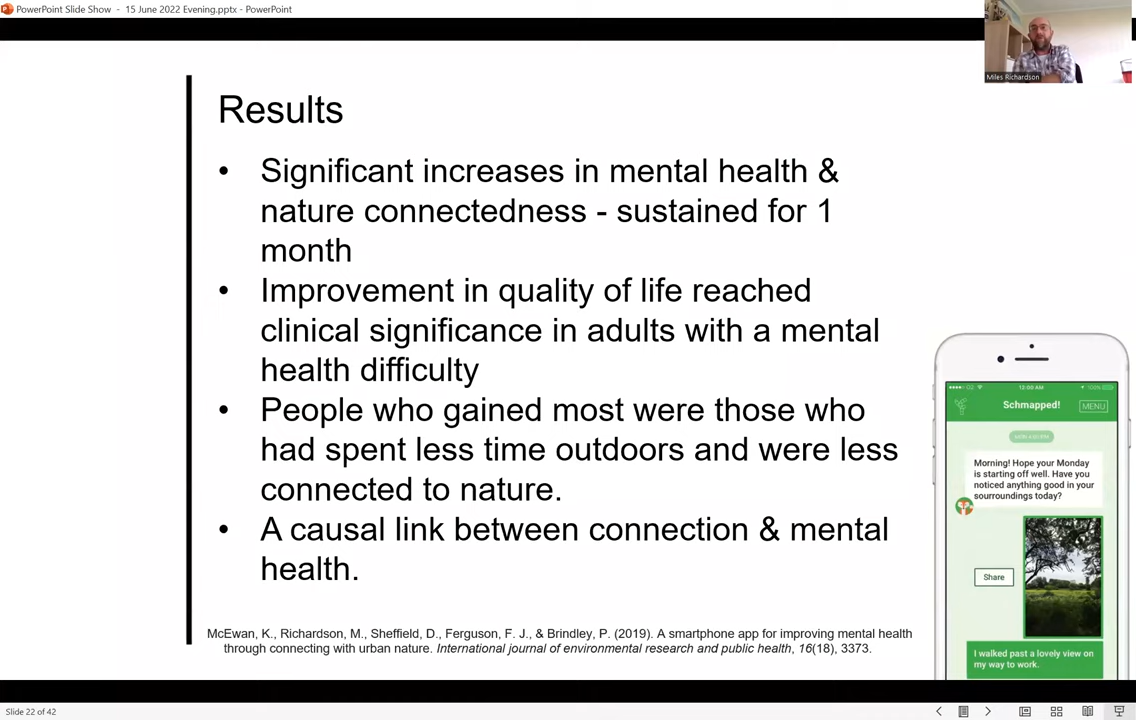 PowerPoint Slide Show - 15 June 2022 Evening.pptx - PowerPoint
Miles Richardson
Results
• Significant increases in mental health &
nature connectedness - sustained for 1
month
• Improvement in quality of life reached
clinical significance in adults with a mental
health difficulty
• People who gained most were those who
had spent less time outdoors and were less
connected to nature.
• A causal link between connection & mental
health.
McEwan, K., Richardson, M., Sheffield, D., Ferguson, F. J., & Brindley, P. (2019). A smartphone app for improving mental health
through connecting with urban nature. International journal of environmental research and public health, 16(18), 3373.
12:00 AM
100%
Schmapped!
MENU
Morning! Hope your Monday
is starting off well. Have you
noticed anything good in your
sourroundings today?
Share
I walked past a lovely view on
my way to work.
Slide 22 of 42